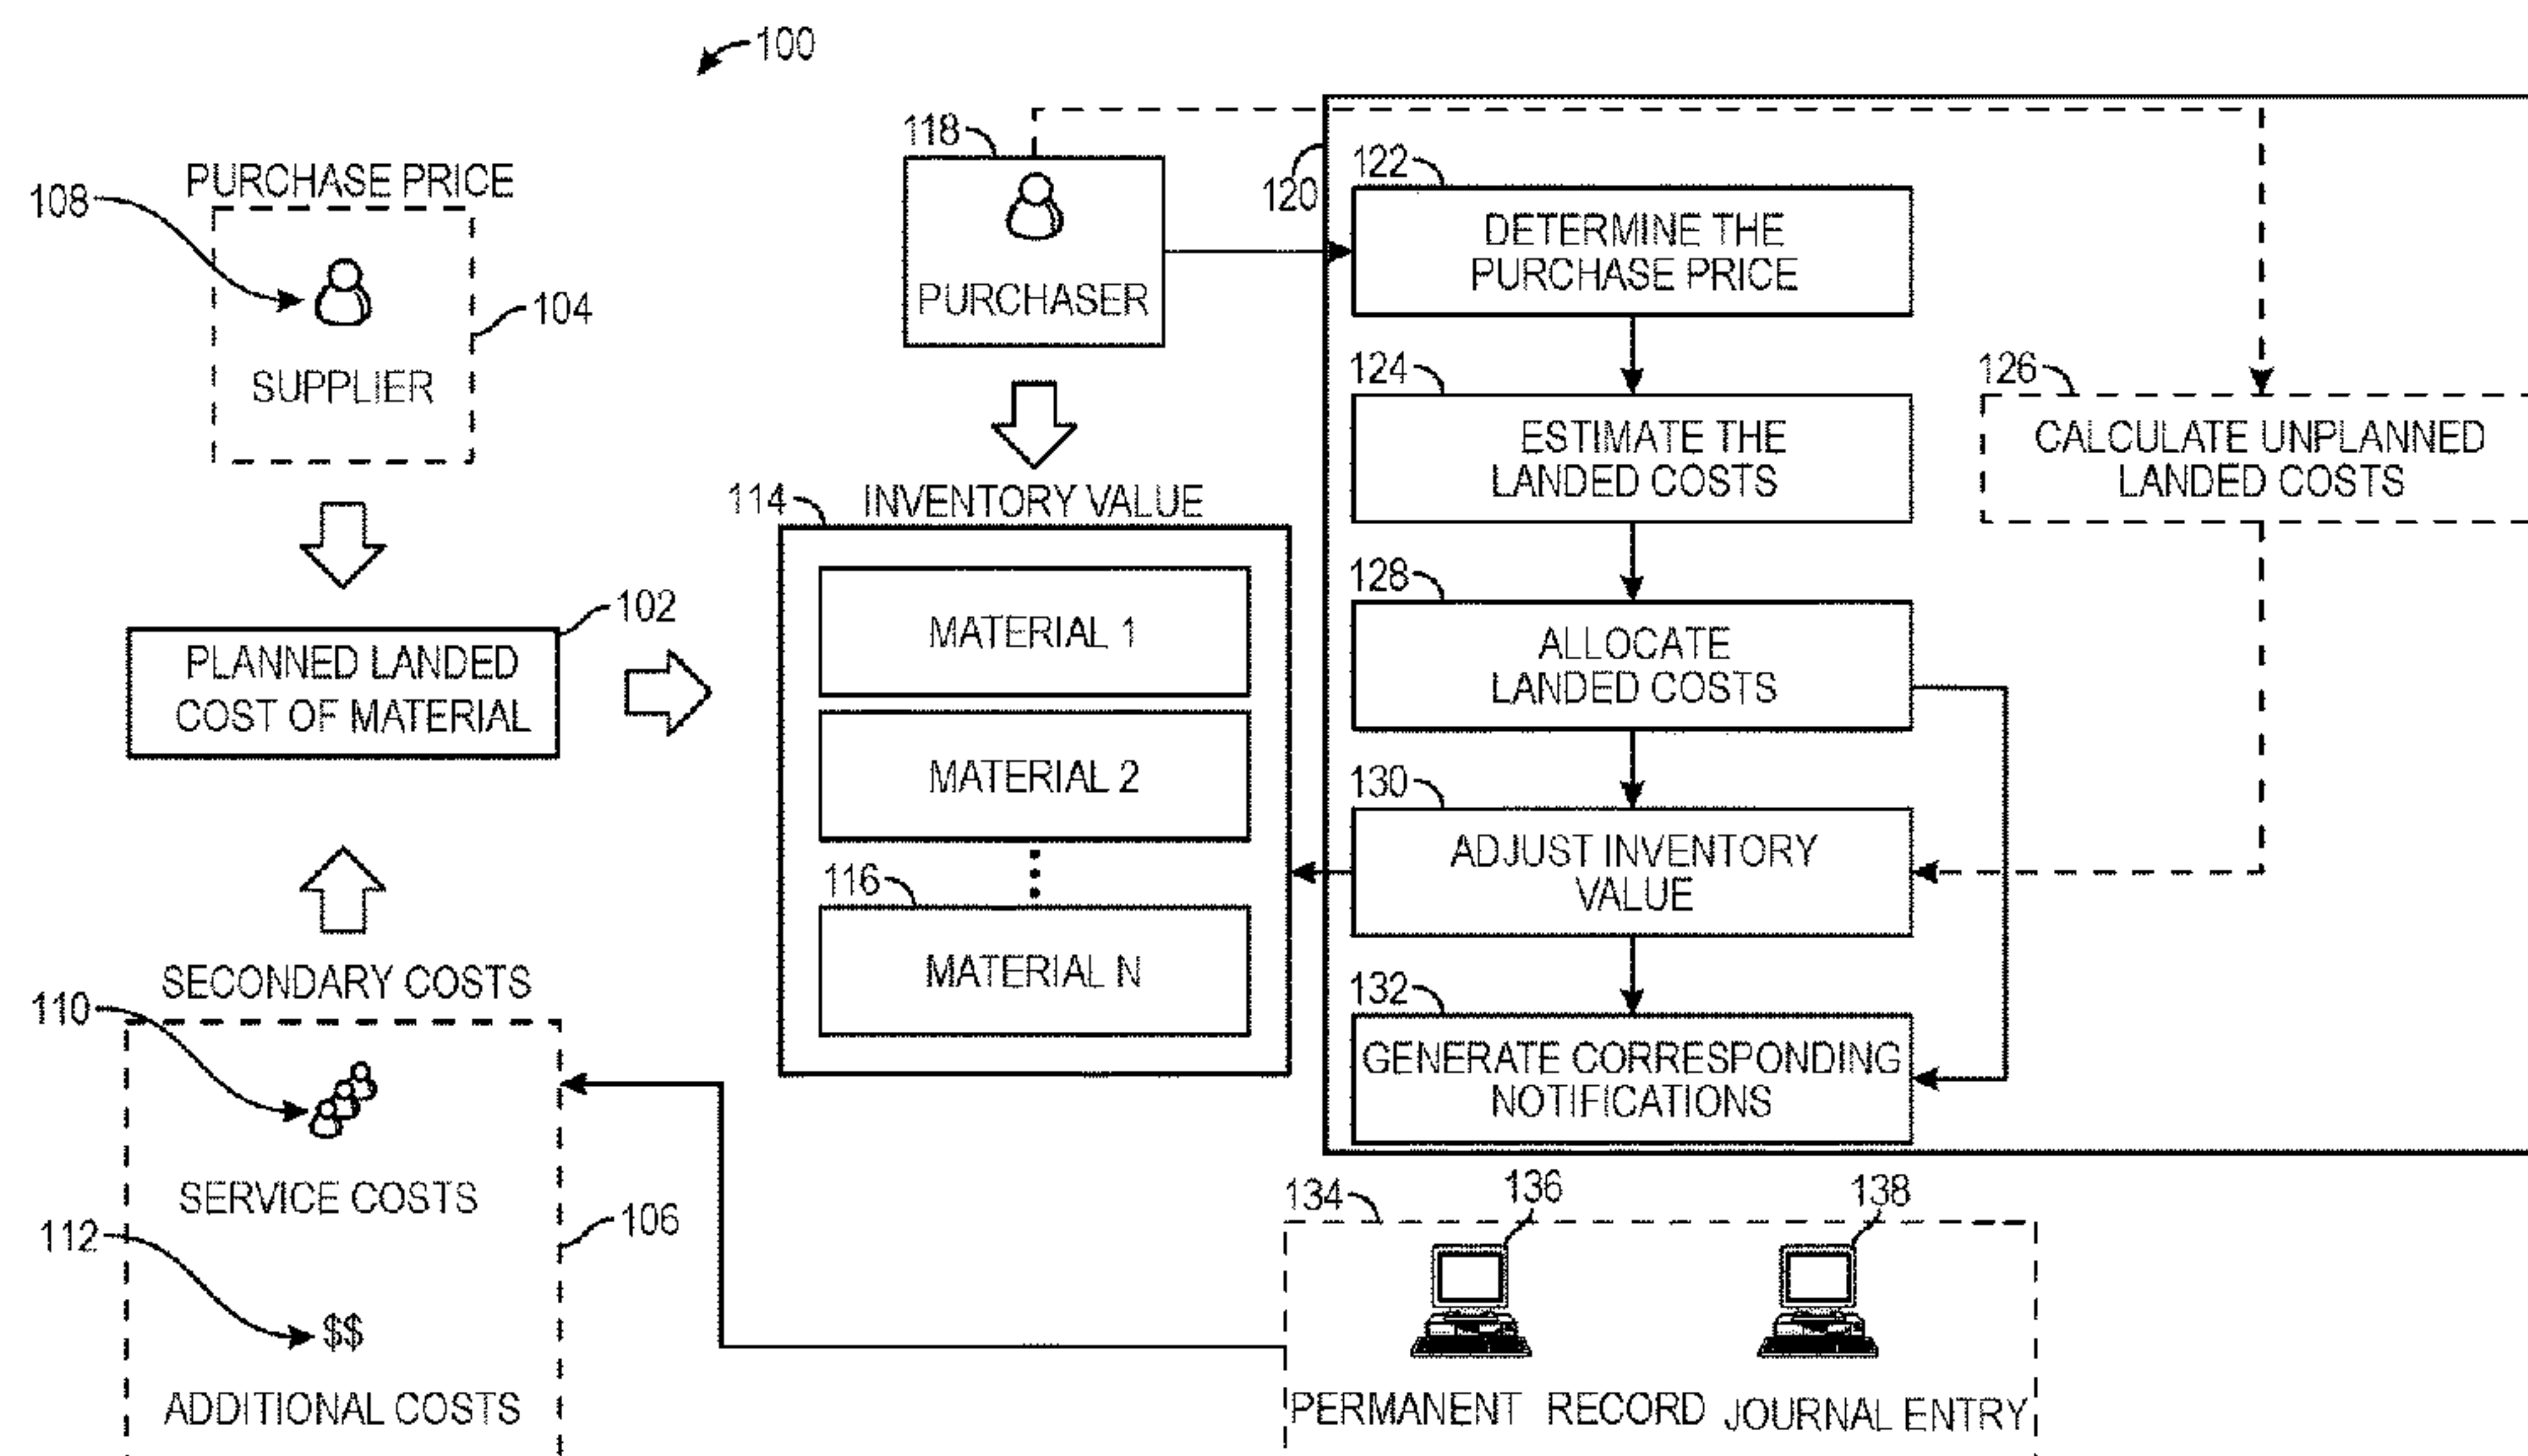 100
PURCHASE PRICE
108
SUPPLIER
104
102
PLANNED LANDED
COST OF MATERIAL
SECONDARY COSTS
110
SERVICE COSTS
112
106
$$
ADDITIONAL COSTS
118
PURCHASER
114
INVENTORY VALUE
MATERIAL 1
MATERIAL 2
116
MATERIAL N
120
122
DETERMINE THE
PURCHASE PRICE
124
ESTIMATE THE
LANDED COSTS
126
CALCULATE UNPLANNED
LANDED COSTS
128
ALLOCATE
LANDED COSTS
130
ADJUST INVENTORY
VALUE
132
GENERATE CORRESPONDING
NOTIFICATIONS
134
136
138
PERMANENT RECORD
JOURNAL ENTRY